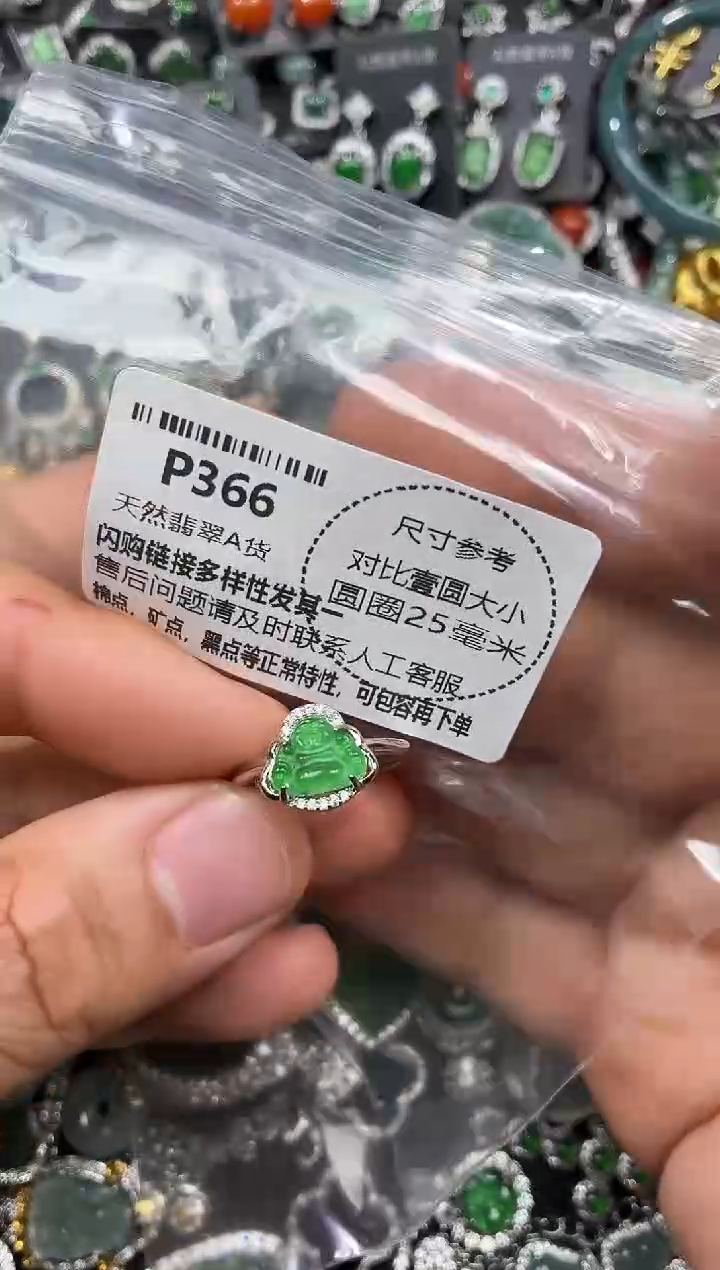 P366
天然翡翠A货
闪购链接多样性发其一
售后问题请及时联系人工客服
棉点，矿点，黑点等正常特性，可包容再下单
尺寸参考
对比壹圆大小
圆圈25毫米